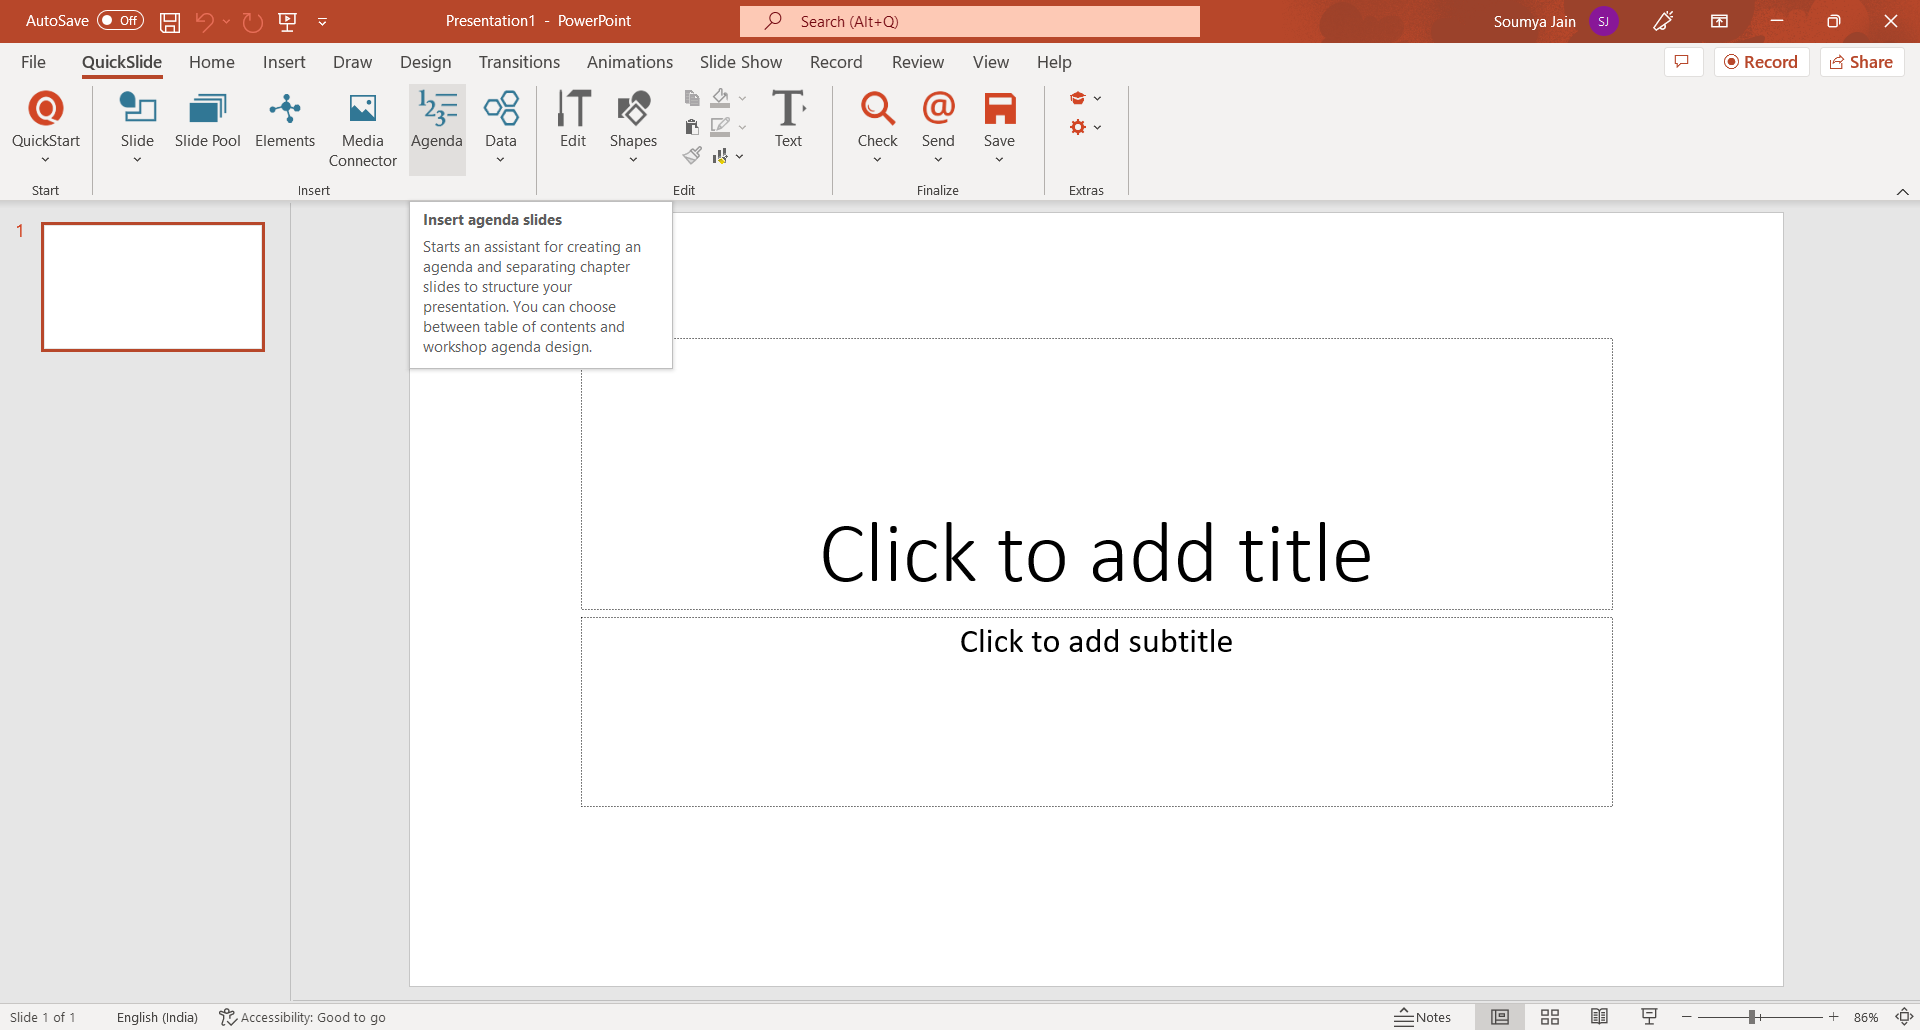 AutoSave Off
Presentation1 - PowerPoint
Search (Alt+Q)
Soumya Jain SJ
File QuickSlide Home Insert Draw Design Transitions Animations Slide Show Record Review View Help
Record Share
QuickStart Slide Slide Pool Elements Media Connector Agenda Data Edit Shapes Text Check Send Save
Start Insert Edit Finalize Extras
1
Insert agenda slides
Starts an assistant for creating an
agenda and separating chapter
slides to structure your
presentation. You can choose
between table of contents and
workshop agenda design.
Click to add title
Click to add subtitle
Slide 1 of 1 English (India) Accessibility: Good to go Notes 86%